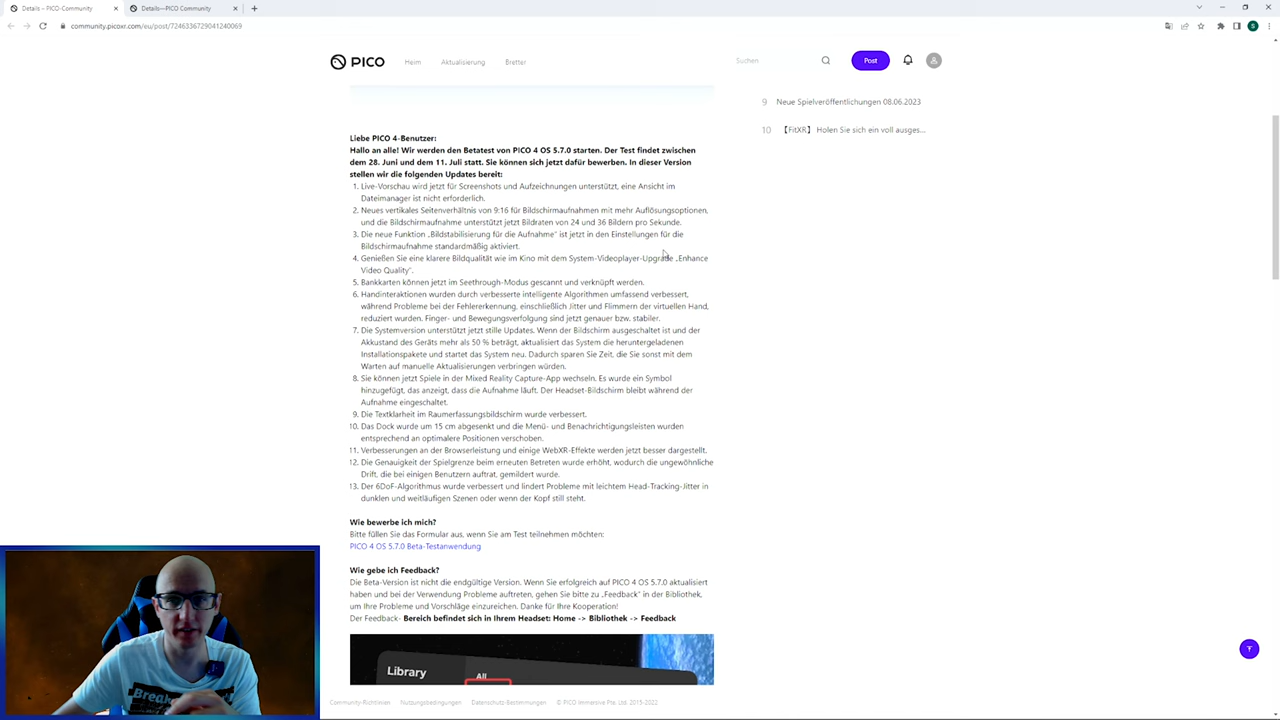 Details – PICO-Community
Details—PICO Community
community.picoxr.com/eu/post/7246336729041240069
S
PICO
Heim
Aktualisierung
Bretter
Suchen
Post
9 Neue Spielveröffentlichungen 08.06.2023
10 【FitXR】 Holen Sie sich ein voll ausges...
Liebe PICO 4-Benutzer:
Hallo an alle! Wir werden den Betatest von PICO 4 OS 5.7.0 starten. Der Test findet zwischen
dem 28. Juni und dem 11. Juli statt. Sie können sich jetzt dafür bewerben. In dieser Version
stellen wir die folgenden Updates bereit:
1. Live-Vorschau wird jetzt für Screenshots und Aufzeichnungen unterstützt, eine Ansicht im
Dateimanager ist nicht erforderlich.
2. Neues vertikales Seitenverhältnis von 9:16 für Bildschirmaufnahmen mit mehr Auflösungsoptionen,
und die Bildschirmaufnahme unterstützt jetzt Bildraten von 24 und 36 Bildern pro Sekunde.
3. Die neue Funktion „Bildstabilisierung für die Aufnahme“ ist jetzt in den Einstellungen für die
Bildschirmaufnahme standardmäßig aktiviert.
4. Genießen Sie eine klarere Bildqualität wie im Kino mit dem System-Videoplayer-Upgrade „Enhance
Video Quality“.
5. Bankkarten können jetzt im Seethrough-Modus gescannt und verknüpft werden.
6. Handinteraktionen wurden durch verbesserte intelligente Algorithmen umfassend verbessert,
während Probleme bei der Fehlererkennung, einschließlich Jitter und Flimmern der virtuellen Hand,
reduziert wurden. Finger- und Bewegungsverfolgung sind jetzt genauer bzw. stabiler.
7. Die Systemversion unterstützt jetzt stille Updates. Wenn der Bildschirm ausgeschaltet ist und der
Akkustand des Geräts mehr als 50 % beträgt, aktualisiert das System die heruntergeladenen
Installationspakete und startet das System neu. Dadurch sparen Sie Zeit, die Sie sonst mit dem
Warten auf manuelle Aktualisierungen verbringen würden.
8. Sie können jetzt Spiele in der Mixed Reality Capture-App wechseln. Es wurde ein Symbol
hinzugefügt, das anzeigt, dass die Aufnahme läuft. Der Headset-Bildschirm bleibt während der
Aufnahme eingeschaltet.
9. Die Textklarheit im Raumerfassungsbildschirm wurde verbessert.
10. Das Dock wurde um 15 cm abgesenkt und die Menü- und Benachrichtigungsleisten wurden
entsprechend an optimalere Positionen verschoben.
11. Verbesserungen an der Browserleistung und einige WebXR-Effekte werden jetzt besser dargestellt.
12. Die Genauigkeit der Spielgrenze beim erneuten Betreten wurde erhöht, wodurch die ungewöhnliche
Drift, die bei einigen Benutzern auftrat, gemildert wurde.
13. Der 6DoF-Algorithmus wurde verbessert und lindert Probleme mit leichtem Head-Tracking-Jitter in
dunklen und weitläufigen Szenen oder wenn der Kopf still steht.
Wie bewerbe ich mich?
Bitte füllen Sie das Formular aus, wenn Sie am Test teilnehmen möchten:
PICO 4 OS 5.7.0 Beta-Testanwendung
Wie gebe ich Feedback?
Die Beta-Version ist nicht die endgültige Version. Wenn Sie erfolgreich auf PICO 4 OS 5.7.0 aktualisiert
haben und bei der Verwendung Probleme auftreten, gehen Sie bitte zu „Feedback“ in der Bibliothek,
um Ihre Probleme und Vorschläge einzureichen. Danke für Ihre Kooperation!
Der Feedback- Bereich befindet sich in Ihrem Headset: Home -> Bibliothek -> Feedback
Library
All
Community-Richtlinien
Nutzungsbedingungen
Datenschutz-Bestimmungen
© PICO Immersive Pte. Ltd. 2015-2022